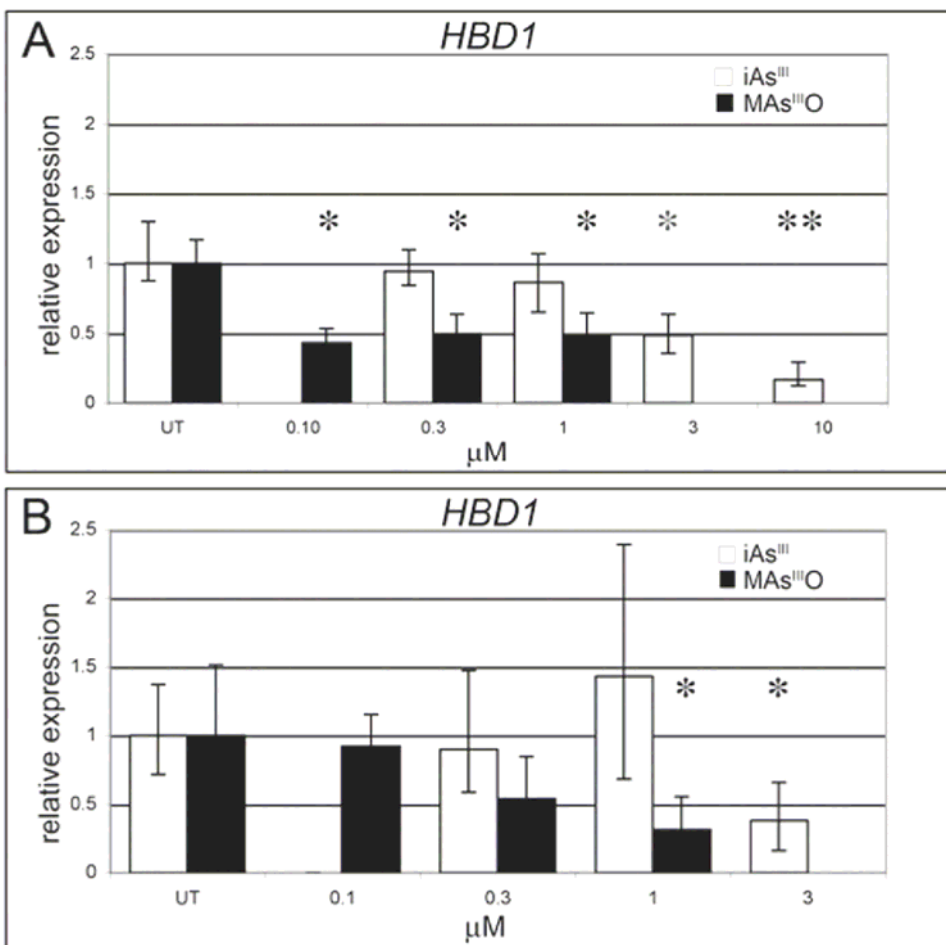 A
HBD1
2.5
2
1.5
1
0.5
0
relative expression
iAsᴵᴵᴵ
MAsᴵᴵᴵO
* * * * **
UT 0.10 0.3 1 3 10
μM
B
HBD1
2.5
2
1.5
1
0.5
0
relative expression
iAsᴵᴵᴵ
MAsᴵᴵᴵO
* *
UT 0.1 0.3 1 3
μM